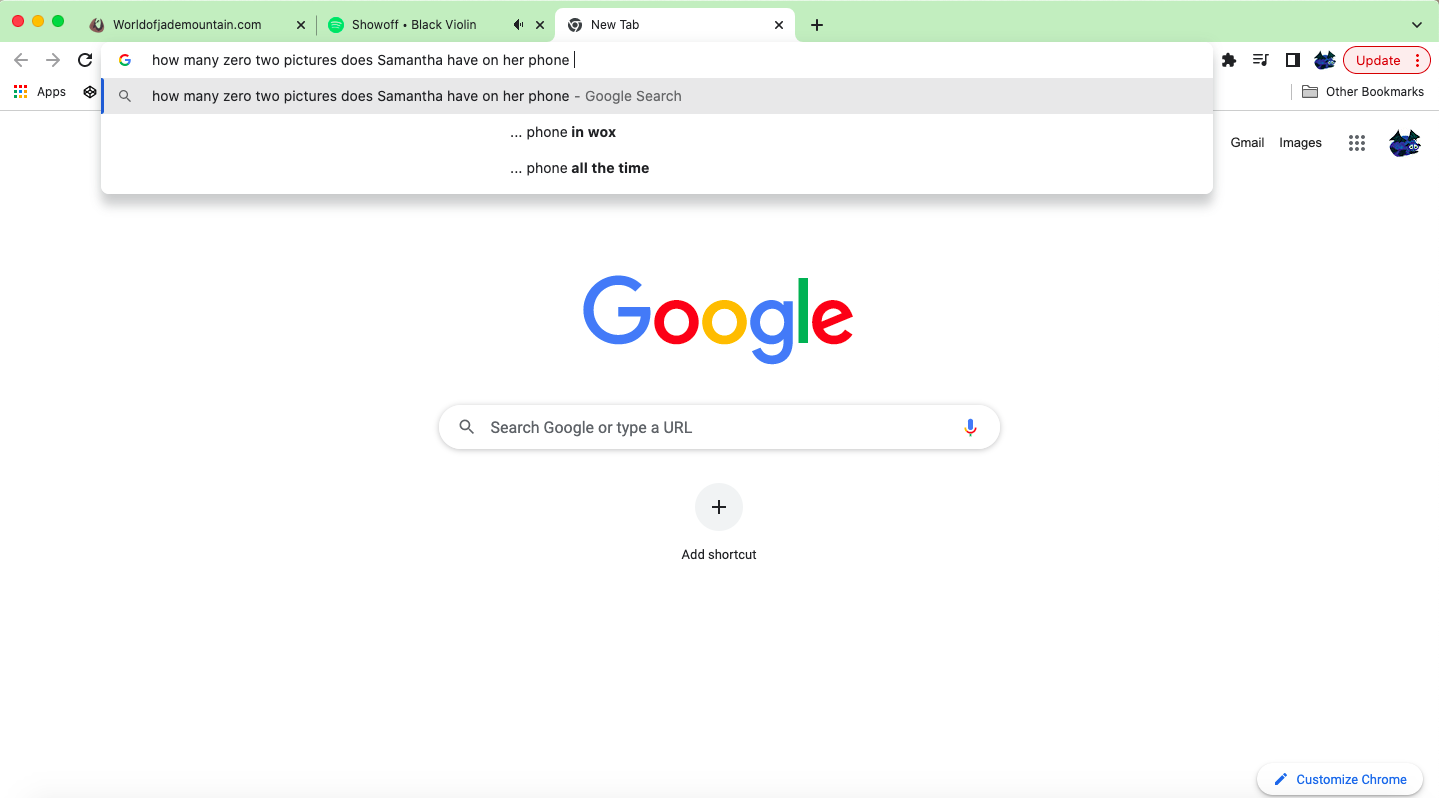 Worldofjademountain.com
Showoff • Black Violin
New Tab
how many zero two pictures does Samantha have on her phone
Update
how many zero two pictures does Samantha have on her phone - Google Search
Apps
Other Bookmarks
... phone in wox
... phone all the time
Gmail
Images
Google
Search Google or type a URL
Add shortcut
Customize Chrome